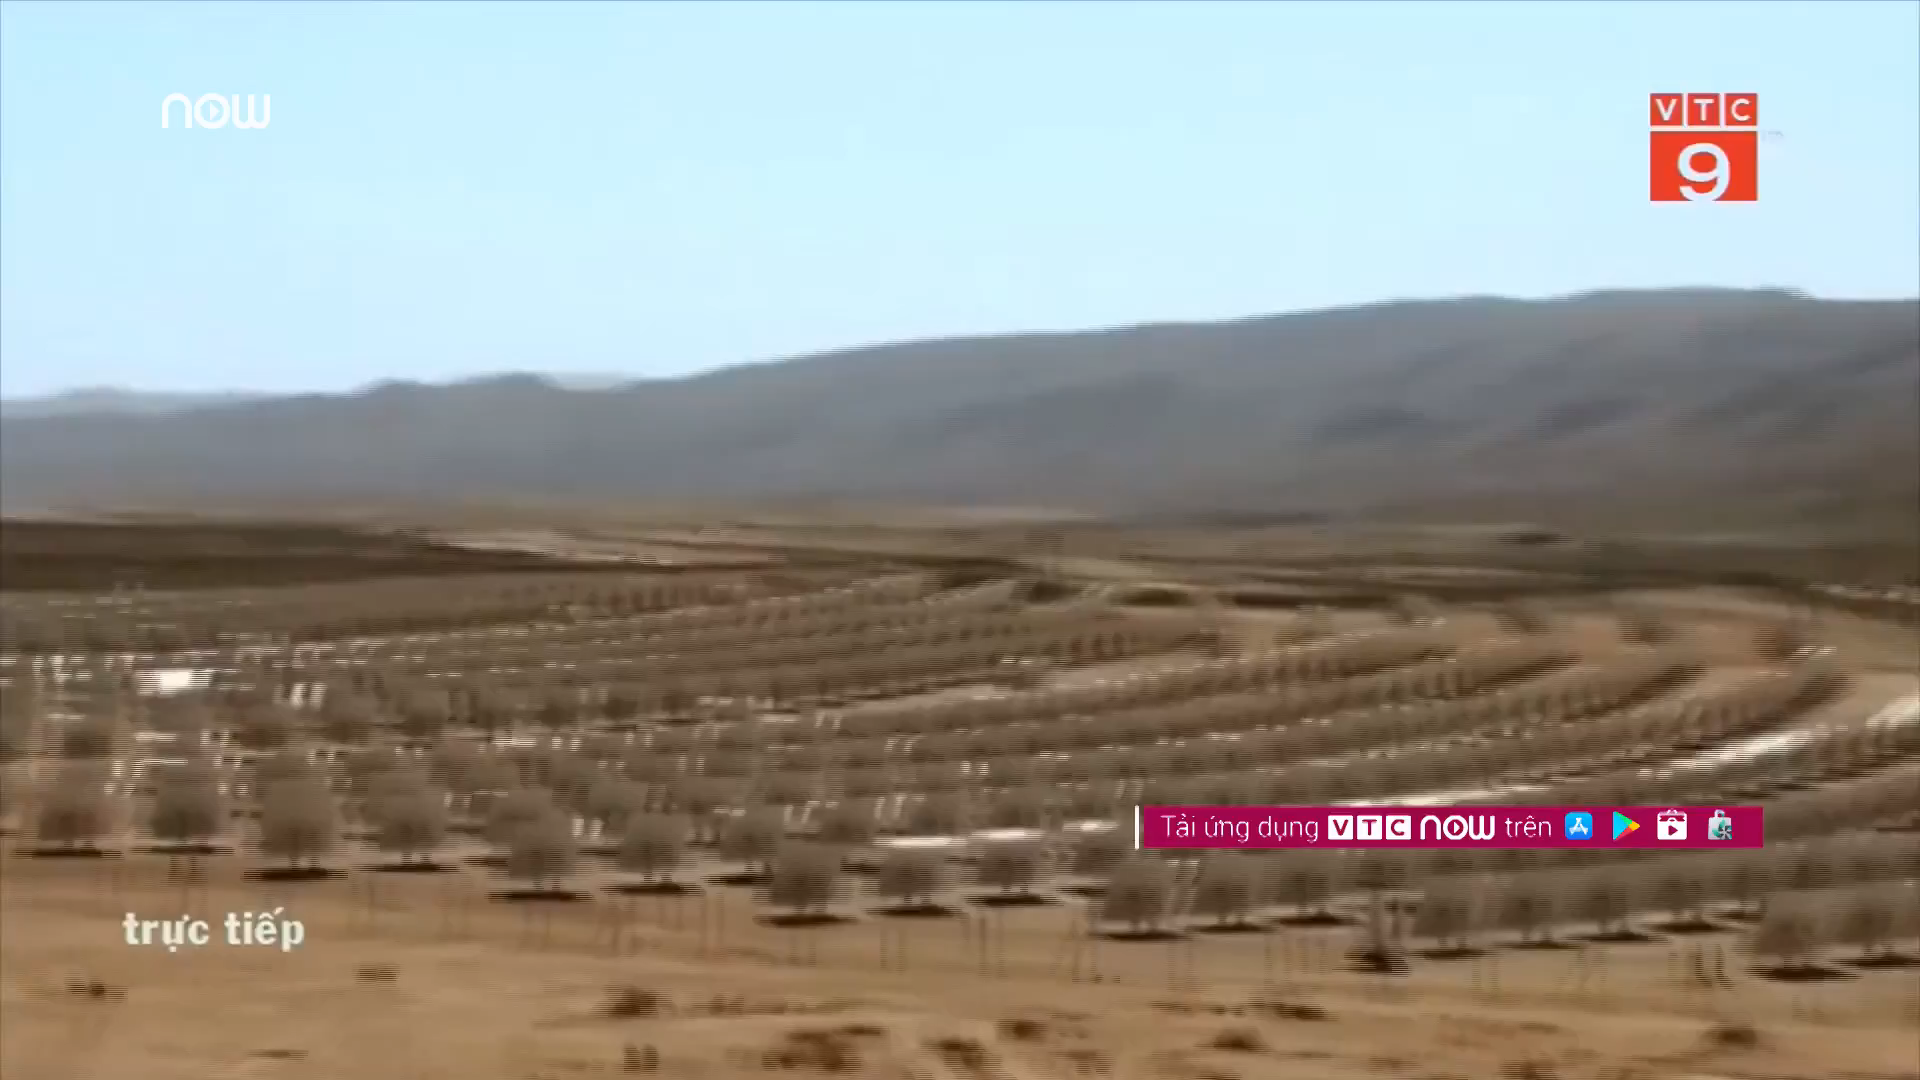 now
VTC
9
Tải ứng dụng VTC now trên
trực tiếp